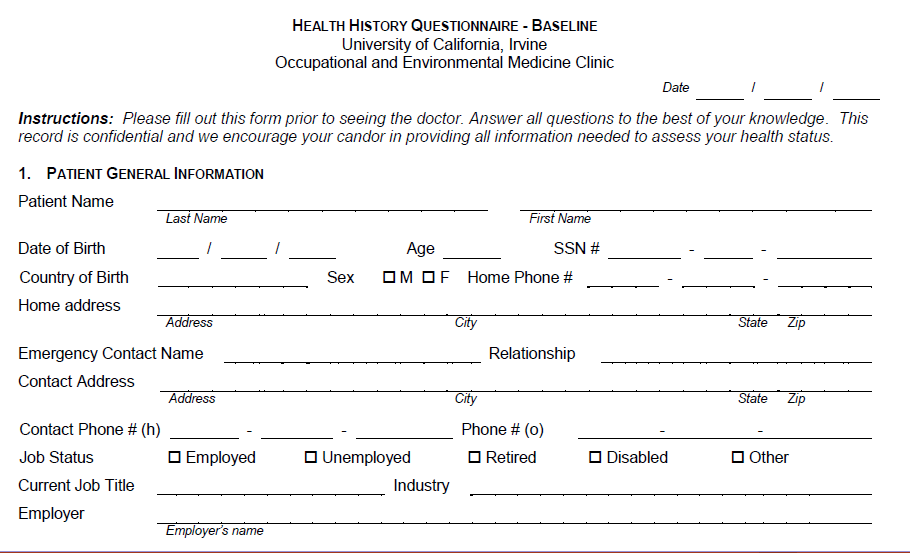 HEALTH HISTORY QUESTIONNAIRE - BASELINE
University of California, Irvine
Occupational and Environmental Medicine Clinic
Date / /
Instructions: Please fill out this form prior to seeing the doctor. Answer all questions to the best of your knowledge. This
record is confidential and we encourage your candor in providing all information needed to assess your health status.
1. PATIENT GENERAL INFORMATION
Patient Name
Last Name First Name
Date of Birth / / Age SSN # - -
Country of Birth Sex ☐ M ☐ F Home Phone # - -
Home address
Address City State Zip
Emergency Contact Name Relationship
Contact Address
Address City State Zip
Contact Phone # (h) - - Phone # (o) - -
Job Status ☐ Employed ☐ Unemployed ☐ Retired ☐ Disabled ☐ Other
Current Job Title Industry
Employer
Employer's name